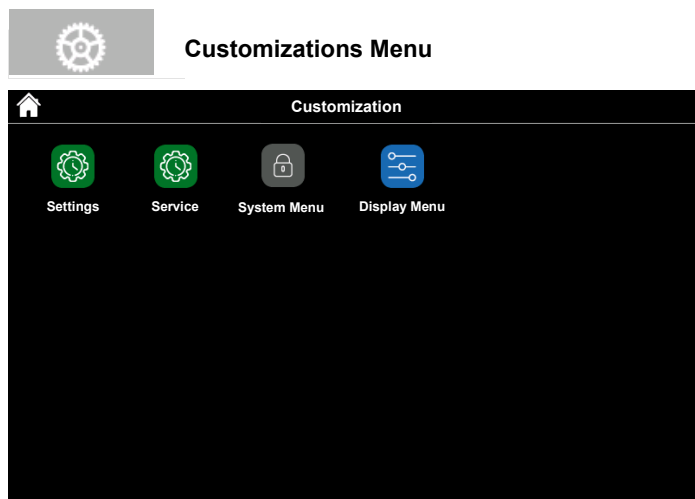 Customizations Menu
Customization
Settings Service System Menu Display Menu